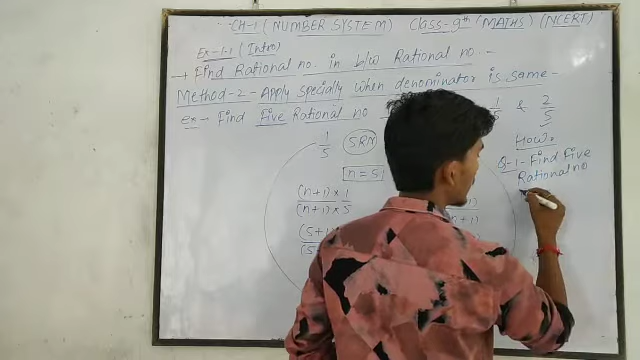 CH-1 (NUMBER SYSTEM) Class-9th (MATHS) (NCERT)
Ex-1.1 (Intro)
→ Find Rational no. in b/w Rational no. -
Method-2- Apply specially when denominator is same-
ex → Find Five Rational no 1/5 & 2/5
1/5 (SRN)
How?
n = 5
Q-1- Find Five
Rational no
(n+1) × 1
(n+1) × 5
(5+1)